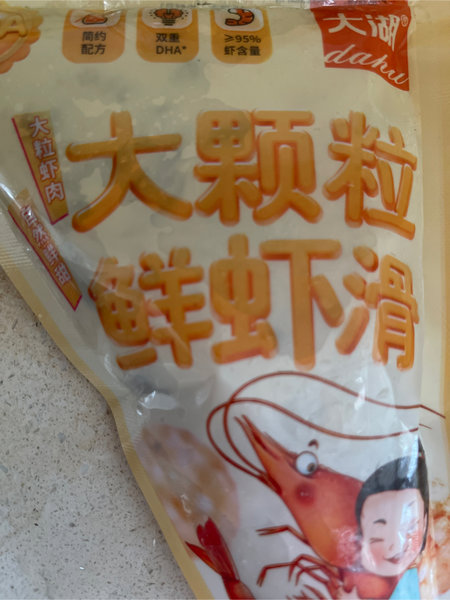 简约
配方
双重
DHA*
≥95%
虾含量
大湖®
dahu
大粒虾肉
大颗粒
鲜虾滑